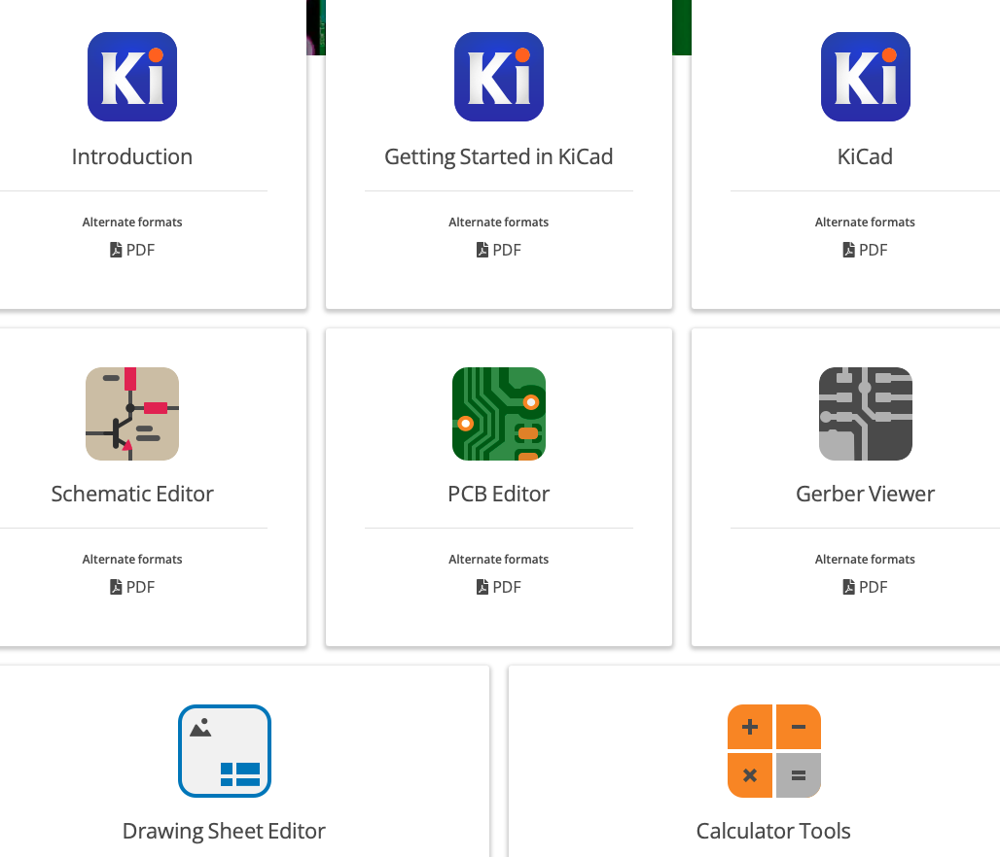 Ki Ki Ki
Introduction
Getting Started in KiCad
KiCad
Alternate formats
PDF
Alternate formats
PDF
Alternate formats
PDF
Schematic Editor
PCB Editor
Gerber Viewer
Alternate formats
PDF
Alternate formats
PDF
Alternate formats
PDF
Drawing Sheet Editor
Calculator Tools